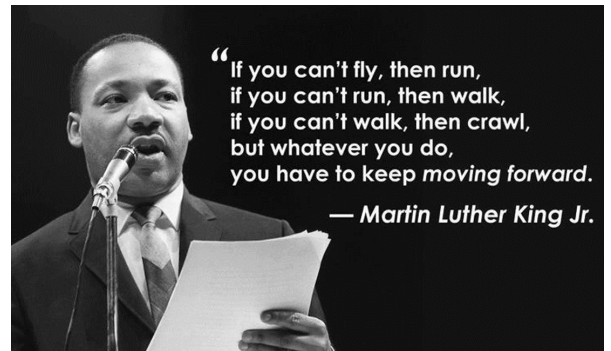 “If you can’t fly, then run,
if you can’t run, then walk,
if you can’t walk, then crawl,
but whatever you do,
you have to keep moving forward.
— Martin Luther King Jr.